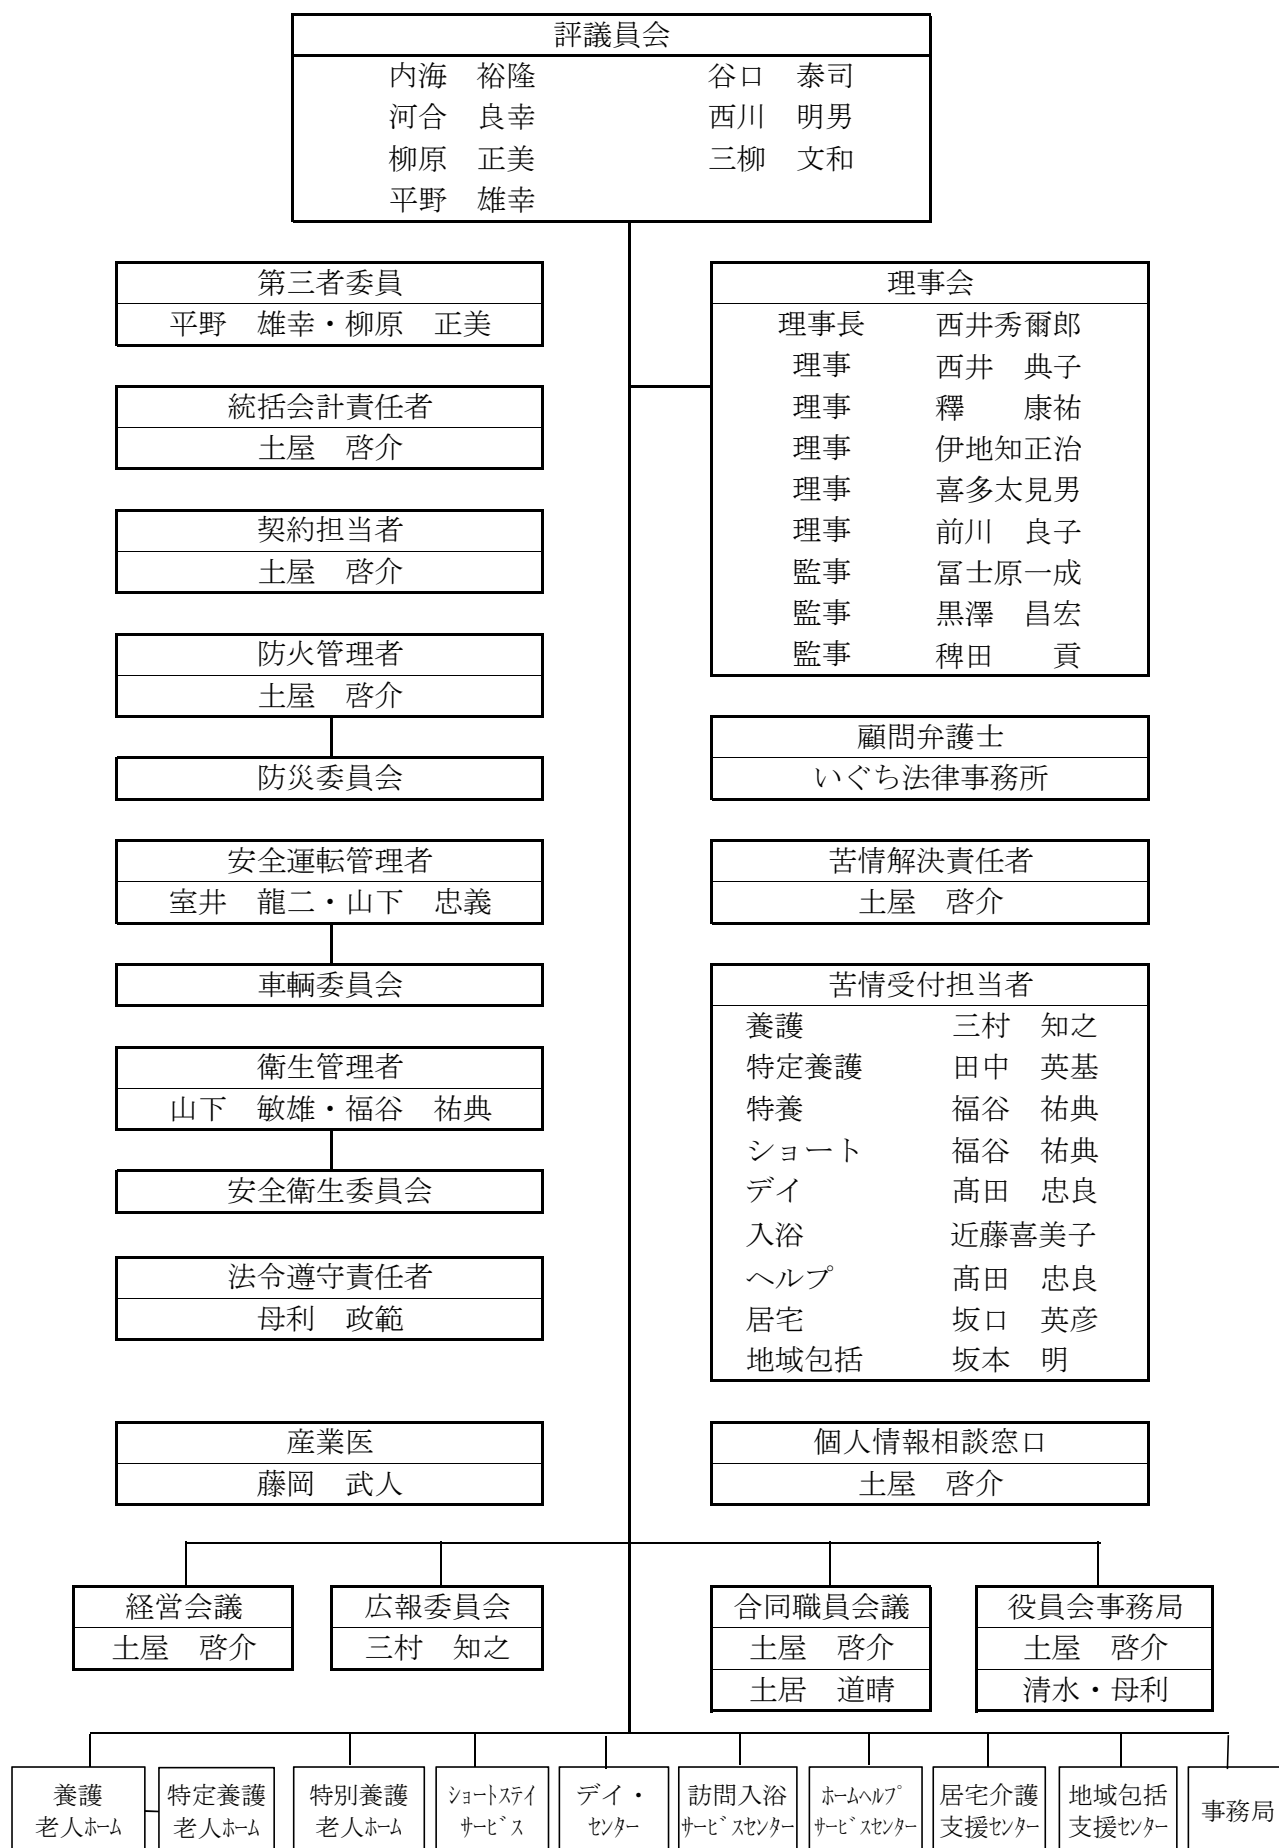 評議員会
内海　裕隆　谷口　泰司
河合　良幸　西川　明男
柳原　正美　三柳　文和
平野　雄幸
第三者委員
平野　雄幸・柳原　正美
統括会計責任者
土屋　啓介
契約担当者
土屋　啓介
防火管理者
土屋　啓介
防災委員会
安全運転管理者
室井　龍二・山下　忠義
車輌委員会
衛生管理者
山下　敏雄・福谷　祐典
安全衛生委員会
法令遵守責任者
母利　政範
産業医
藤岡　武人
理事会
理事長　西井秀爾郎
理事　西井　典子
理事　釋　康祐
理事　伊地知正治
理事　喜多太見男
理事　前川　良子
監事　冨士原一成
監事　黒澤　昌宏
監事　稗田　貢
顧問弁護士
いぐち法律事務所
苦情解決責任者
土屋　啓介
苦情受付担当者
養護　三村　知之
特定養護　田中　英基
特養　福谷　祐典
ショート　福谷　祐典
デイ　髙田　忠良
入浴　近藤喜美子
ヘルプ　髙田　忠良
居宅　坂口　英彦
地域包括　坂本　明
個人情報相談窓口
土屋　啓介
経営会議
土屋　啓介
広報委員会
三村　知之
合同職員会議
土屋　啓介
土居　道晴
役員会事務局
土屋　啓介
清水・母利
養護
老人ﾎｰﾑ
特定養護
老人ﾎｰﾑ
特別養護
老人ﾎｰﾑ
ｼｮｰﾄｽﾃｲ
ｻｰﾋﾞｽ
デイ・
ｾﾝﾀｰ
訪問入浴
ｻｰﾋﾞｽｾﾝﾀｰ
ﾎｰﾑﾍﾙﾌﾟ
ｻｰﾋﾞｽｾﾝﾀｰ
居宅介護
支援ｾﾝﾀｰ
地域包括
支援ｾﾝﾀｰ
事務局